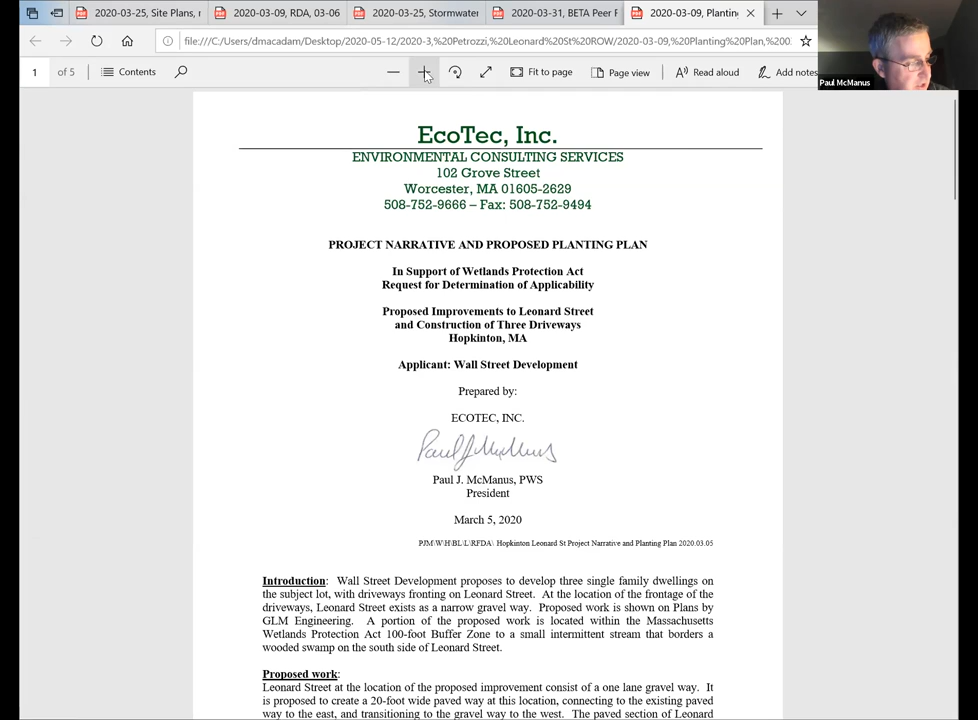 2020-03-25, Site Plans, r
2020-03-09, RDA, 03-06
2020-03-25, Stormwater
2020-03-31, BETA Peer R
2020-03-09, Planting
file:///C:/Users/dmacadam/Desktop/2020-05-12/2020-3,%20Petrozzi,%20Leonard%20St%20ROW/2020-03-09,%20Planting%20Plan,%200
1 of 5 Contents
Fit to page Page view Read aloud Add notes
Paul McManus
EcoTec, Inc.
ENVIRONMENTAL CONSULTING SERVICES
102 Grove Street
Worcester, MA 01605-2629
508-752-9666 – Fax: 508-752-9494
PROJECT NARRATIVE AND PROPOSED PLANTING PLAN
In Support of Wetlands Protection Act
Request for Determination of Applicability
Proposed Improvements to Leonard Street
and Construction of Three Driveways
Hopkinton, MA
Applicant: Wall Street Development
Prepared by:
ECOTEC, INC.
Paul J McManus
Paul J. McManus, PWS
President
March 5, 2020
PJM\W\H\BL\L\RFDA\ Hopkinton Leonard St Project Narrative and Planting Plan 2020.03.05
Introduction: Wall Street Development proposes to develop three single family dwellings on
the subject lot, with driveways fronting on Leonard Street. At the location of the frontage of the
driveways, Leonard Street exists as a narrow gravel way. Proposed work is shown on Plans by
GLM Engineering. A portion of the proposed work is located within the Massachusetts
Wetlands Protection Act 100-foot Buffer Zone to a small intermittent stream that borders a
wooded swamp on the south side of Leonard Street.
Proposed work:
Leonard Street at the location of the proposed improvement consist of a one lane gravel way. It
is proposed to create a 20-foot wide paved way at this location, connecting to the existing paved
way to the east, and transitioning to the gravel way to the west. The paved section of Leonard